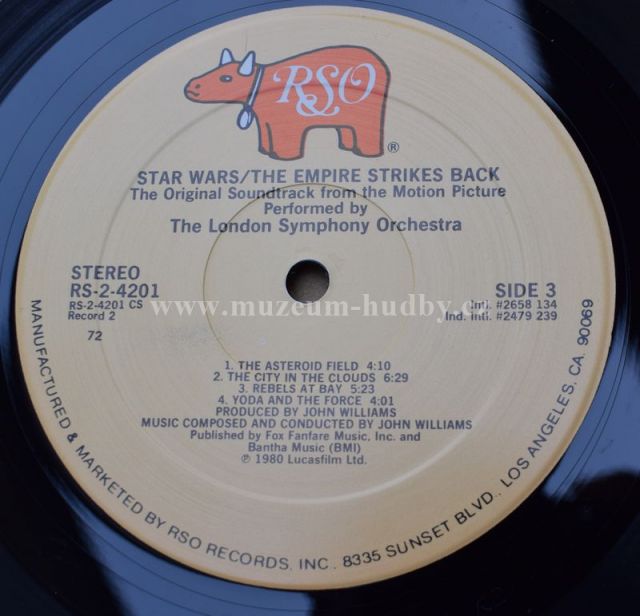 RSO
®
STAR WARS/THE EMPIRE STRIKES BACK
The Original Soundtrack from the Motion Picture
Performed by
The London Symphony Orchestra
STEREO
RS-2-4201
RS-2-4201 CS
Record 2
72
SIDE 3
Intl. #2658 134
Ind. Intl. #2479 239
www.muzeum-hudby.c
1. THE ASTEROID FIELD 4:10
2. THE CITY IN THE CLOUDS 6:29
3. REBELS AT BAY 5:23
4. YODA AND THE FORCE 4:01
PRODUCED BY JOHN WILLIAMS
MUSIC COMPOSED AND CONDUCTED BY JOHN WILLIAMS
Published by Fox Fanfare Music, Inc. and
Bantha Music (BMI)
℗ 1980 Lucasfilm Ltd.
MANUFACTURED & MARKETED BY RSO RECORDS, INC. 8335 SUNSET BLVD., LOS ANGELES, CA. 90069